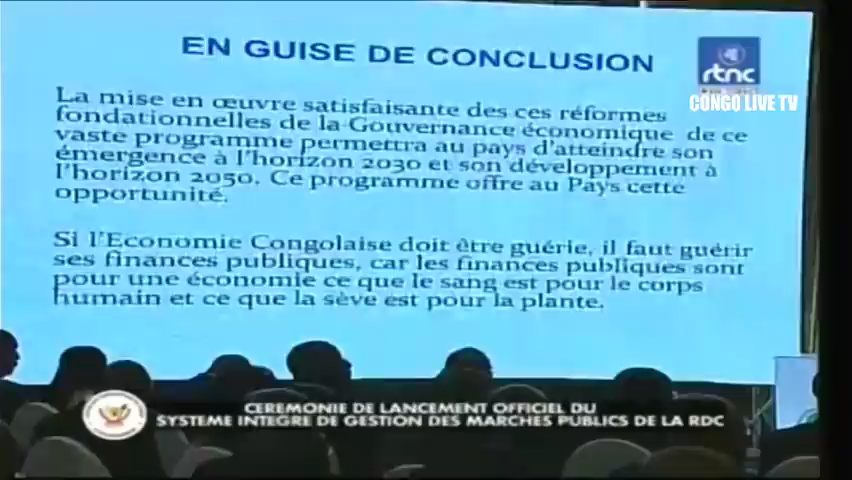 EN GUISE DE CONCLUSION
rtnc
CONGO LIVE TV
La mise en œuvre satisfaisante des ces réformes
fondationnelles de la Gouvernance économique de ce
vaste programme permettra au pays d'atteindre son
émergence à l'horizon 2030 et son développement à
l'horizon 2050. Ce programme offre au Pays cette
opportunité.
Si l'Economie Congolaise doit être guérie, il faut guérir
ses finances publiques, car les finances publiques sont
pour une économie ce que le sang est pour le corps
humain et ce que la sève est pour la plante.
CEREMONIE DE LANCEMENT OFFICIEL DU
SYSTEME INTEGRE DE GESTION DES MARCHES PUBLICS DE LA RDC